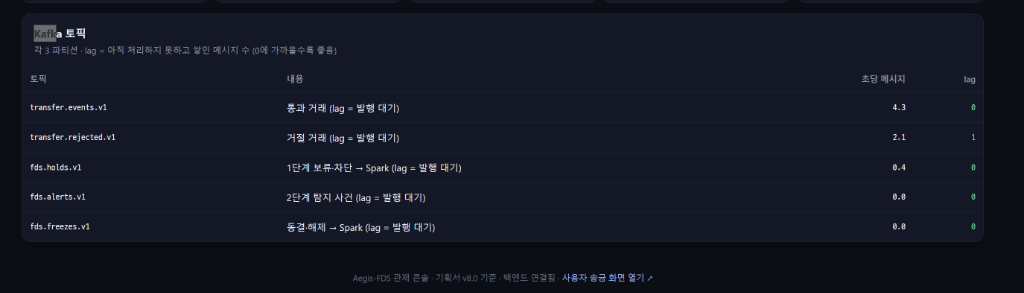 Kafka 토픽
각 3 파티션 · lag = 아직 처리하지 못하고 쌓인 메시지 수 (0에 가까울수록 좋음)
토픽 내용 초당 메시지 lag
transfer.events.v1 통과 거래 (lag = 발행 대기) 4.3 0
transfer.rejected.v1 거절 거래 (lag = 발행 대기) 2.1 1
fds.holds.v1 1단계 보류·차단 → Spark (lag = 발행 대기) 0.4 0
fds.alerts.v1 2단계 탐지 사건 (lag = 발행 대기) 0.0 0
fds.freezes.v1 동결·해제 → Spark (lag = 발행 대기) 0.0 0
Aegis-FDS 관제 콘솔 · 기획서 v8.0 기준 · 백엔드 연결됨 · 사용자 송금 화면 열기 ↗